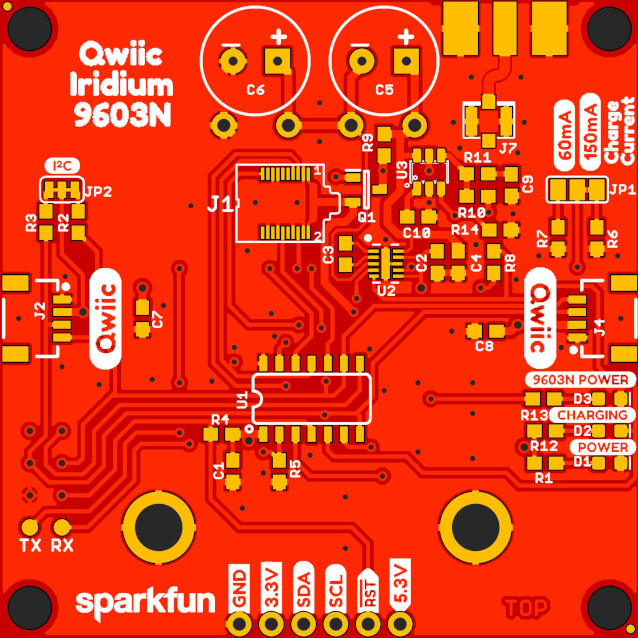 Qwiic
Iridium
9603N
C6
C5
J7
60mA
150mA
Charge
Current
I²C
JP2
R3
R2
J1
1
2
R9
Q1
U3
R11
R10
C9
C10
R14
JP1
R7
R6
C3
U2
C2
C4
R8
J2
Qwiic
C7
Qwiic
J4
C8
9603N POWER
R13
D3
CHARGING
R12
D2
POWER
R1
D1
U1
R4
C1
R5
TX
RX
sparkfun
GND
3.3V
SDA
SCL
RST
5.3V
TOP